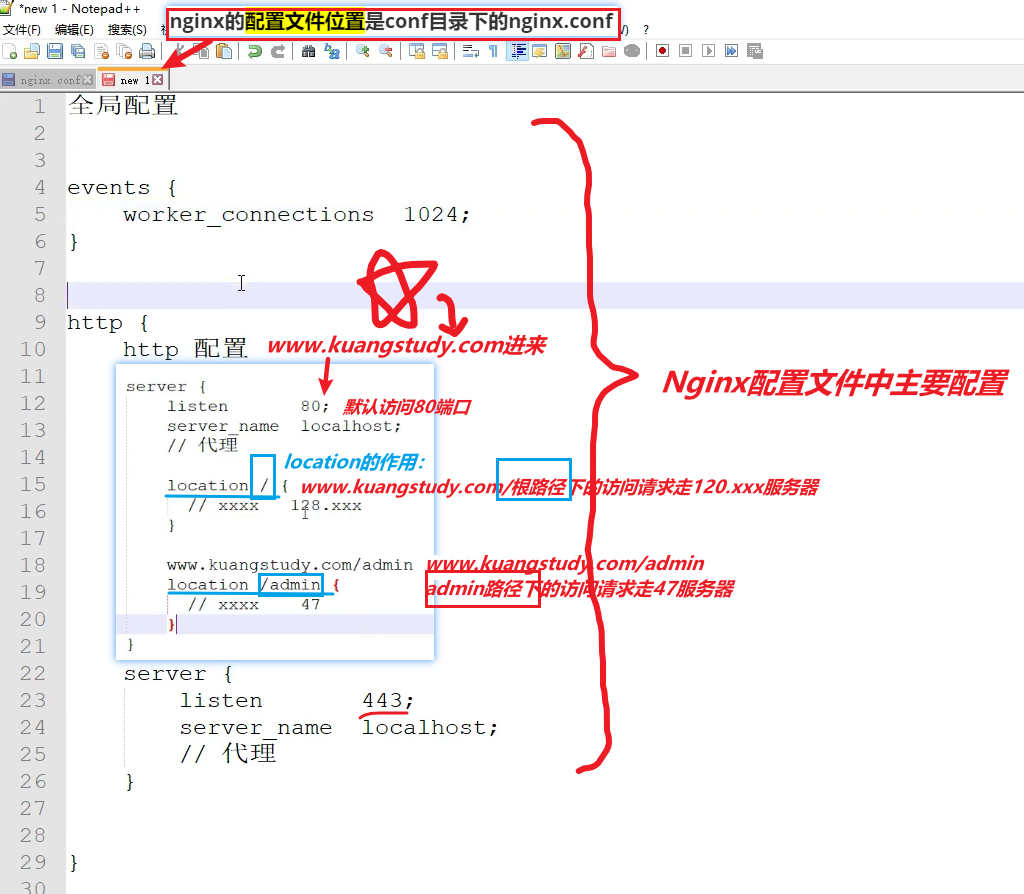 *new 1 - Notepad++
nginx的配置文件位置是conf目录下的nginx.conf
文件(F) 编辑(E) 搜索(S) ?
nginx.conf new 1
1 全局配置
2
3
4 events {
5 worker_connections 1024;
6 }
7
8
9 http {
10 http 配置 www.kuangstudy.com进来
11
12
13
14
15
16
17
18
19
20
21
server {
listen 80; 默认访问80端口
server_name localhost;
// 代理
location的作用：
location / { www.kuangstudy.com/根路径下的访问请求走120.xxx服务器
// xxxx 128.xxx
}
www.kuangstudy.com/admin www.kuangstudy.com/admin
location /admin { admin路径下的访问请求走47服务器
// xxxx 47
}
}
Nginx配置文件中主要配置
22 server {
23 listen 443;
24 server_name localhost;
25 // 代理
26 }
27
28
29 }
30